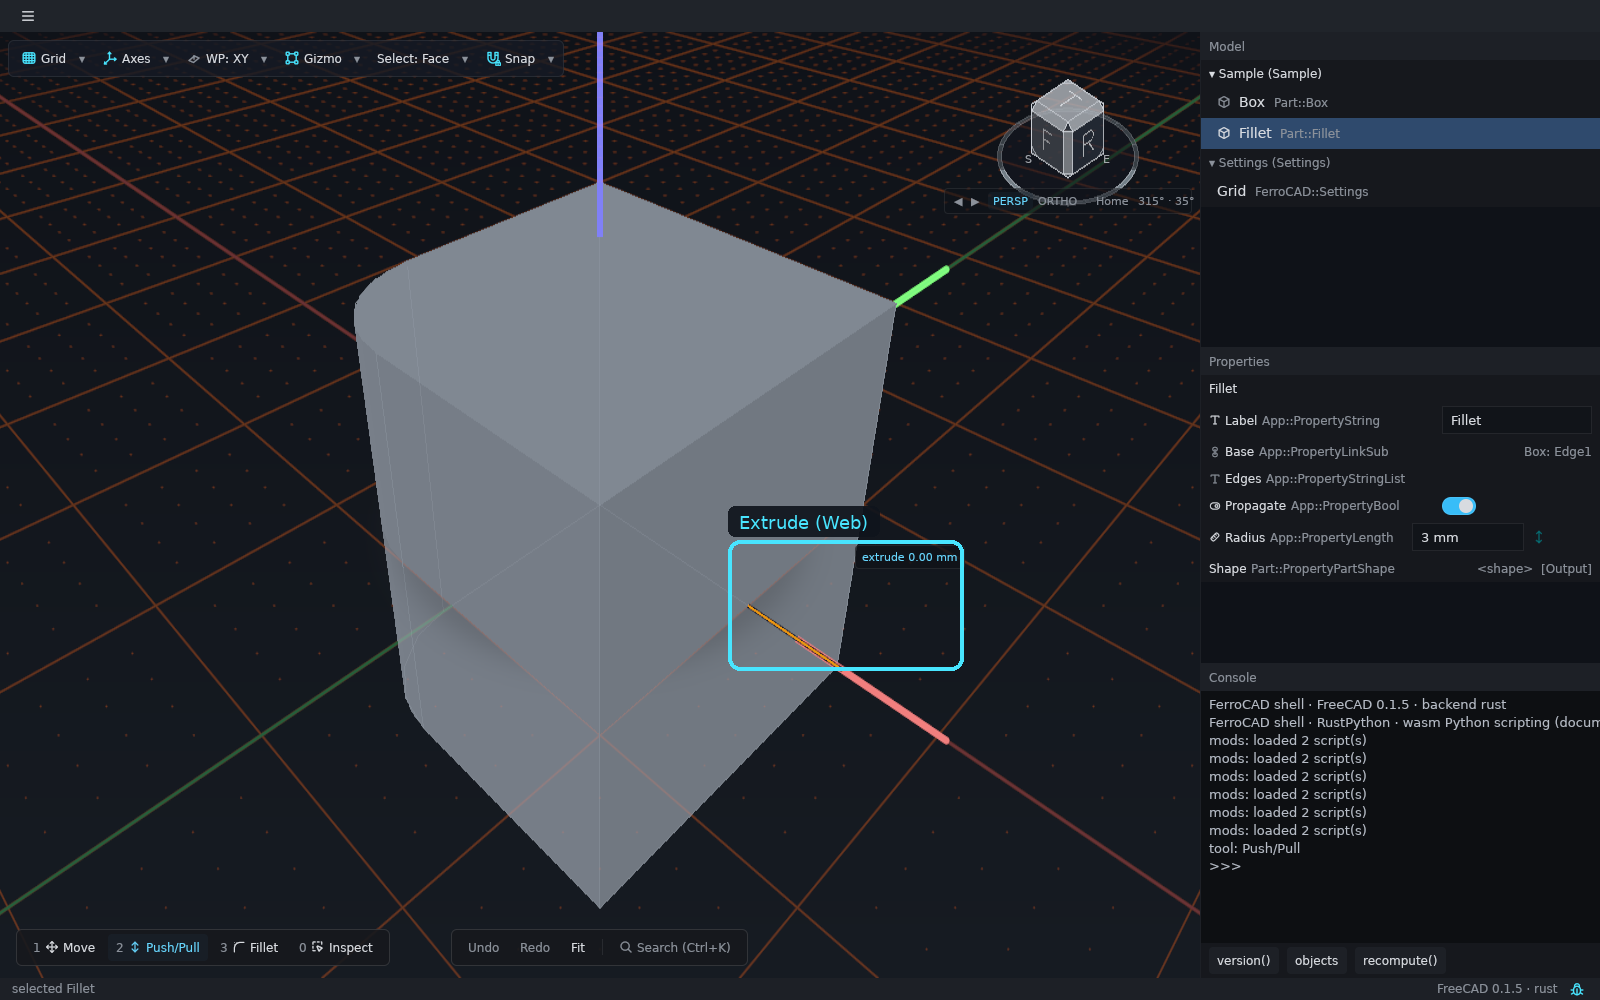 Grid
Axes
WP: XY
Gizmo
Select: Face
Snap
T
F
R
S
E
PERSP
ORTHO
Home
315° · 35°
Extrude (Web)
extrude 0.00 mm
1 Move
2 Push/Pull
3 Fillet
0 Inspect
Undo
Redo
Fit
Search (Ctrl+K)
Model
Sample (Sample)
Box Part::Box
Fillet Part::Fillet
Settings (Settings)
Grid FerroCAD::Settings
Properties
Fillet
Label App::PropertyString Fillet
Base App::PropertyLinkSub Box: Edge1
Edges App::PropertyStringList
Propagate App::PropertyBool
Radius App::PropertyLength 3 mm
Shape Part::PropertyPartShape <shape> [Output]
Console
FerroCAD shell · FreeCAD 0.1.5 · backend rust
FerroCAD shell · RustPython · wasm Python scripting (docum
mods: loaded 2 script(s)
mods: loaded 2 script(s)
mods: loaded 2 script(s)
mods: loaded 2 script(s)
mods: loaded 2 script(s)
mods: loaded 2 script(s)
tool: Push/Pull
>>>
version()
objects
recompute()
selected Fillet
FreeCAD 0.1.5 · rust